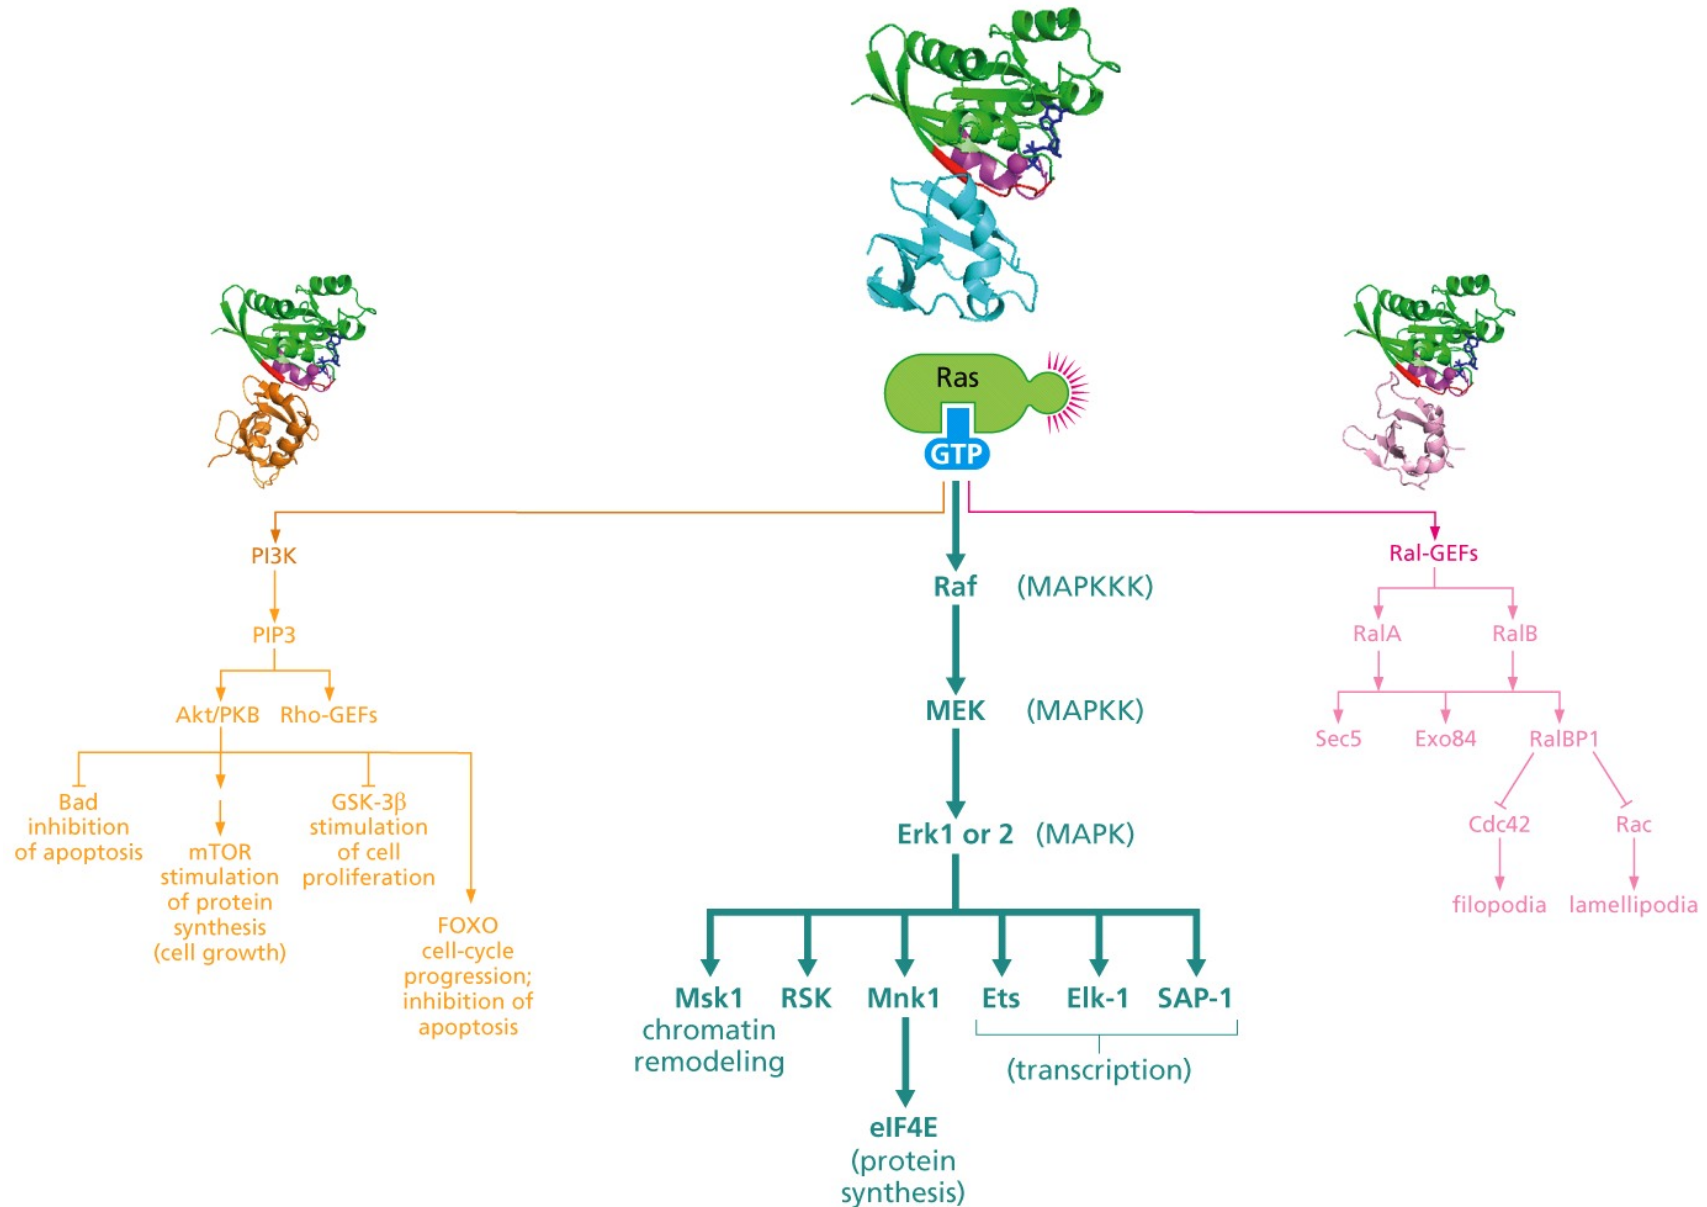 Ras
GTP
PI3K
PIP3
Akt/PKB
Rho-GEFs
Bad
inhibition
of apoptosis
mTOR
stimulation
of protein
synthesis
(cell growth)
GSK-3β
stimulation
of cell
proliferation
FOXO
cell-cycle
progression;
inhibition of
apoptosis
Raf (MAPKKK)
MEK (MAPKK)
Erk1 or 2 (MAPK)
Msk1
chromatin
remodeling
RSK
Mnk1
eIF4E
(protein
synthesis)
Ets
Elk-1
SAP-1
(transcription)
Ral-GEFs
RalA
RalB
Sec5
Exo84
RalBP1
Cdc42
Rac
filopodia
lamellipodia